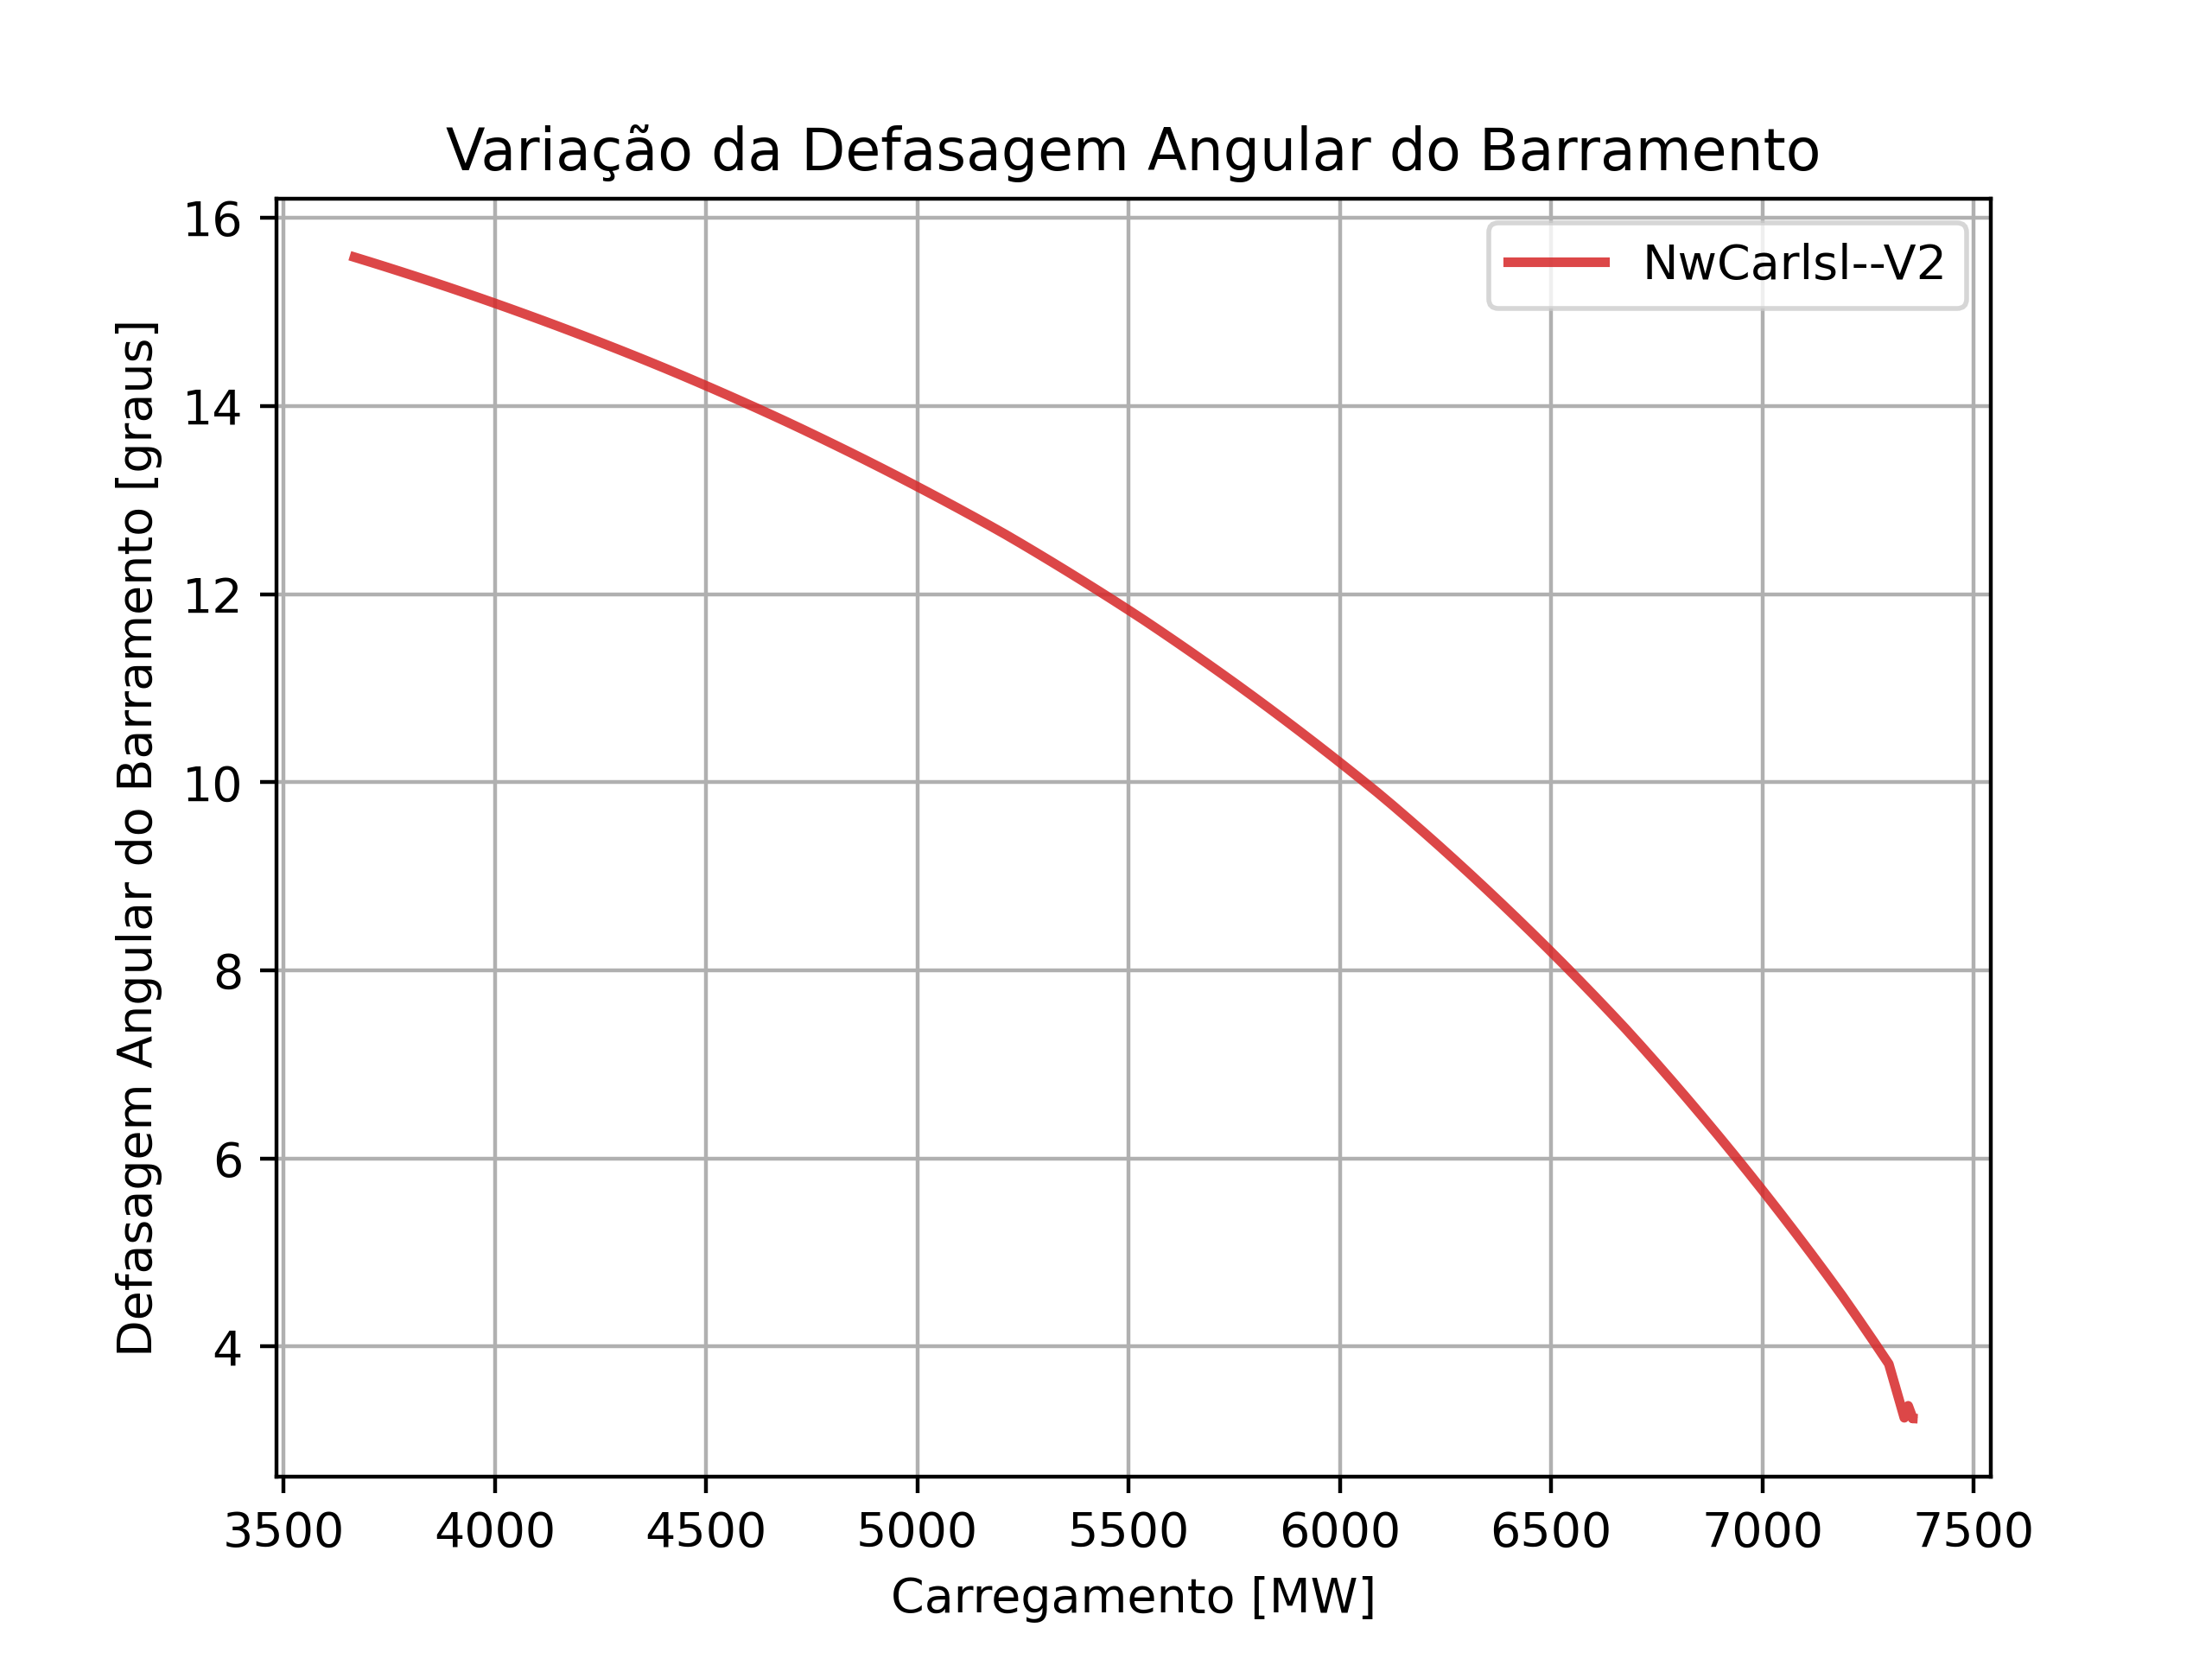 Variação da Defasagem Angular do Barramento
NwCarlsl--V2
Defasagem Angular do Barramento [graus]
16
14
12
10
8
6
4
3500 4000 4500 5000 5500 6000 6500 7000 7500
Carregamento [MW]